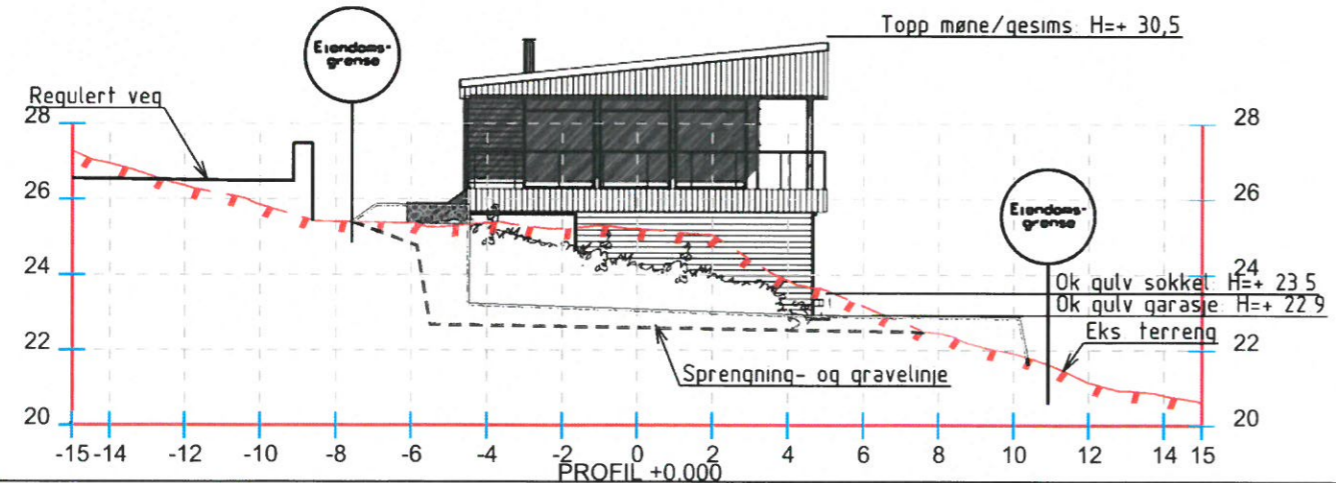 Topp møne/gesims H=+ 30,5
Eiendoms-
grense
Regulert veg
28
28
26
26
Eiendoms-
grense
24
24
Ok gulv sokkel H=+ 23 5
Ok gulv garasje H=+ 22 9
Eks terreng
22
22
Sprengning- og gravelinje
20
20
-15 -14 -12 -10 -8 -6 -4 -2 0 2 4 6 8 10 12 14 15
PROFIL +0.000